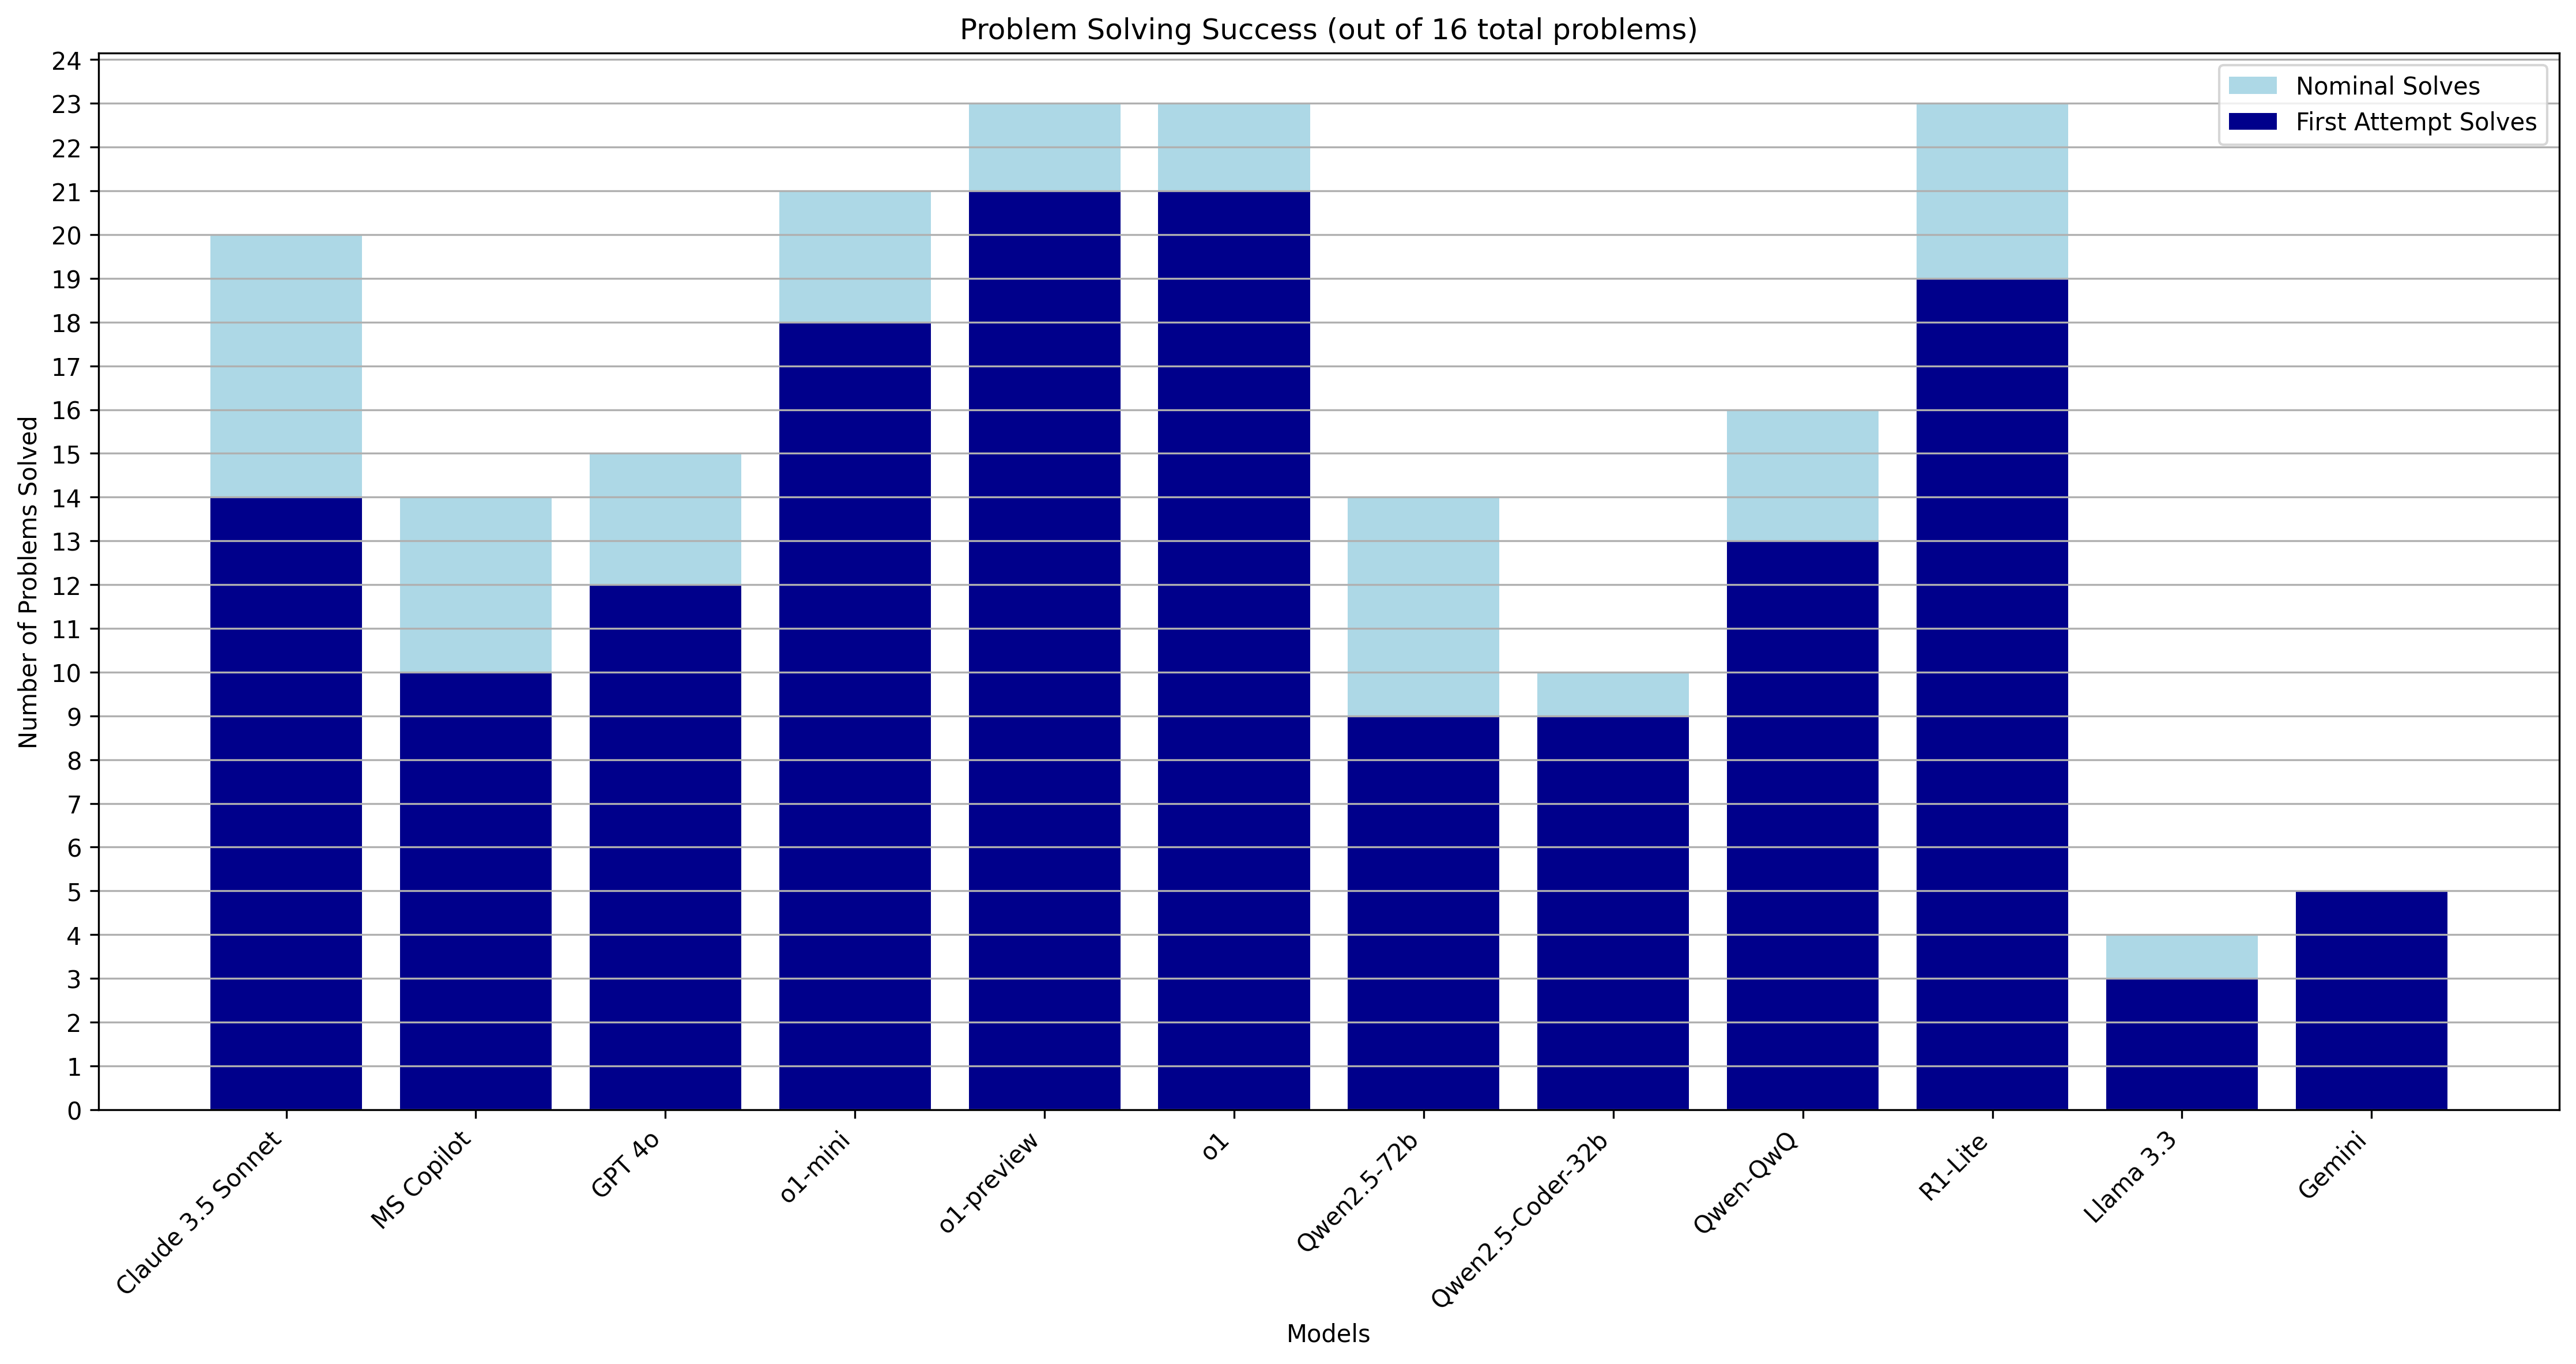 Problem Solving Success (out of 16 total problems)
Nominal Solves
First Attempt Solves
Number of Problems Solved
24
23
22
21
20
19
18
17
16
15
14
13
12
11
10
9
8
7
6
5
4
3
2
1
0
Claude 3.5 Sonnet
MS Copilot
GPT 4o
o1-mini
o1-preview
o1
Qwen2.5-72b
Qwen2.5-Coder-32b
Qwen-QwQ
R1-Lite
Llama 3.3
Gemini
Models